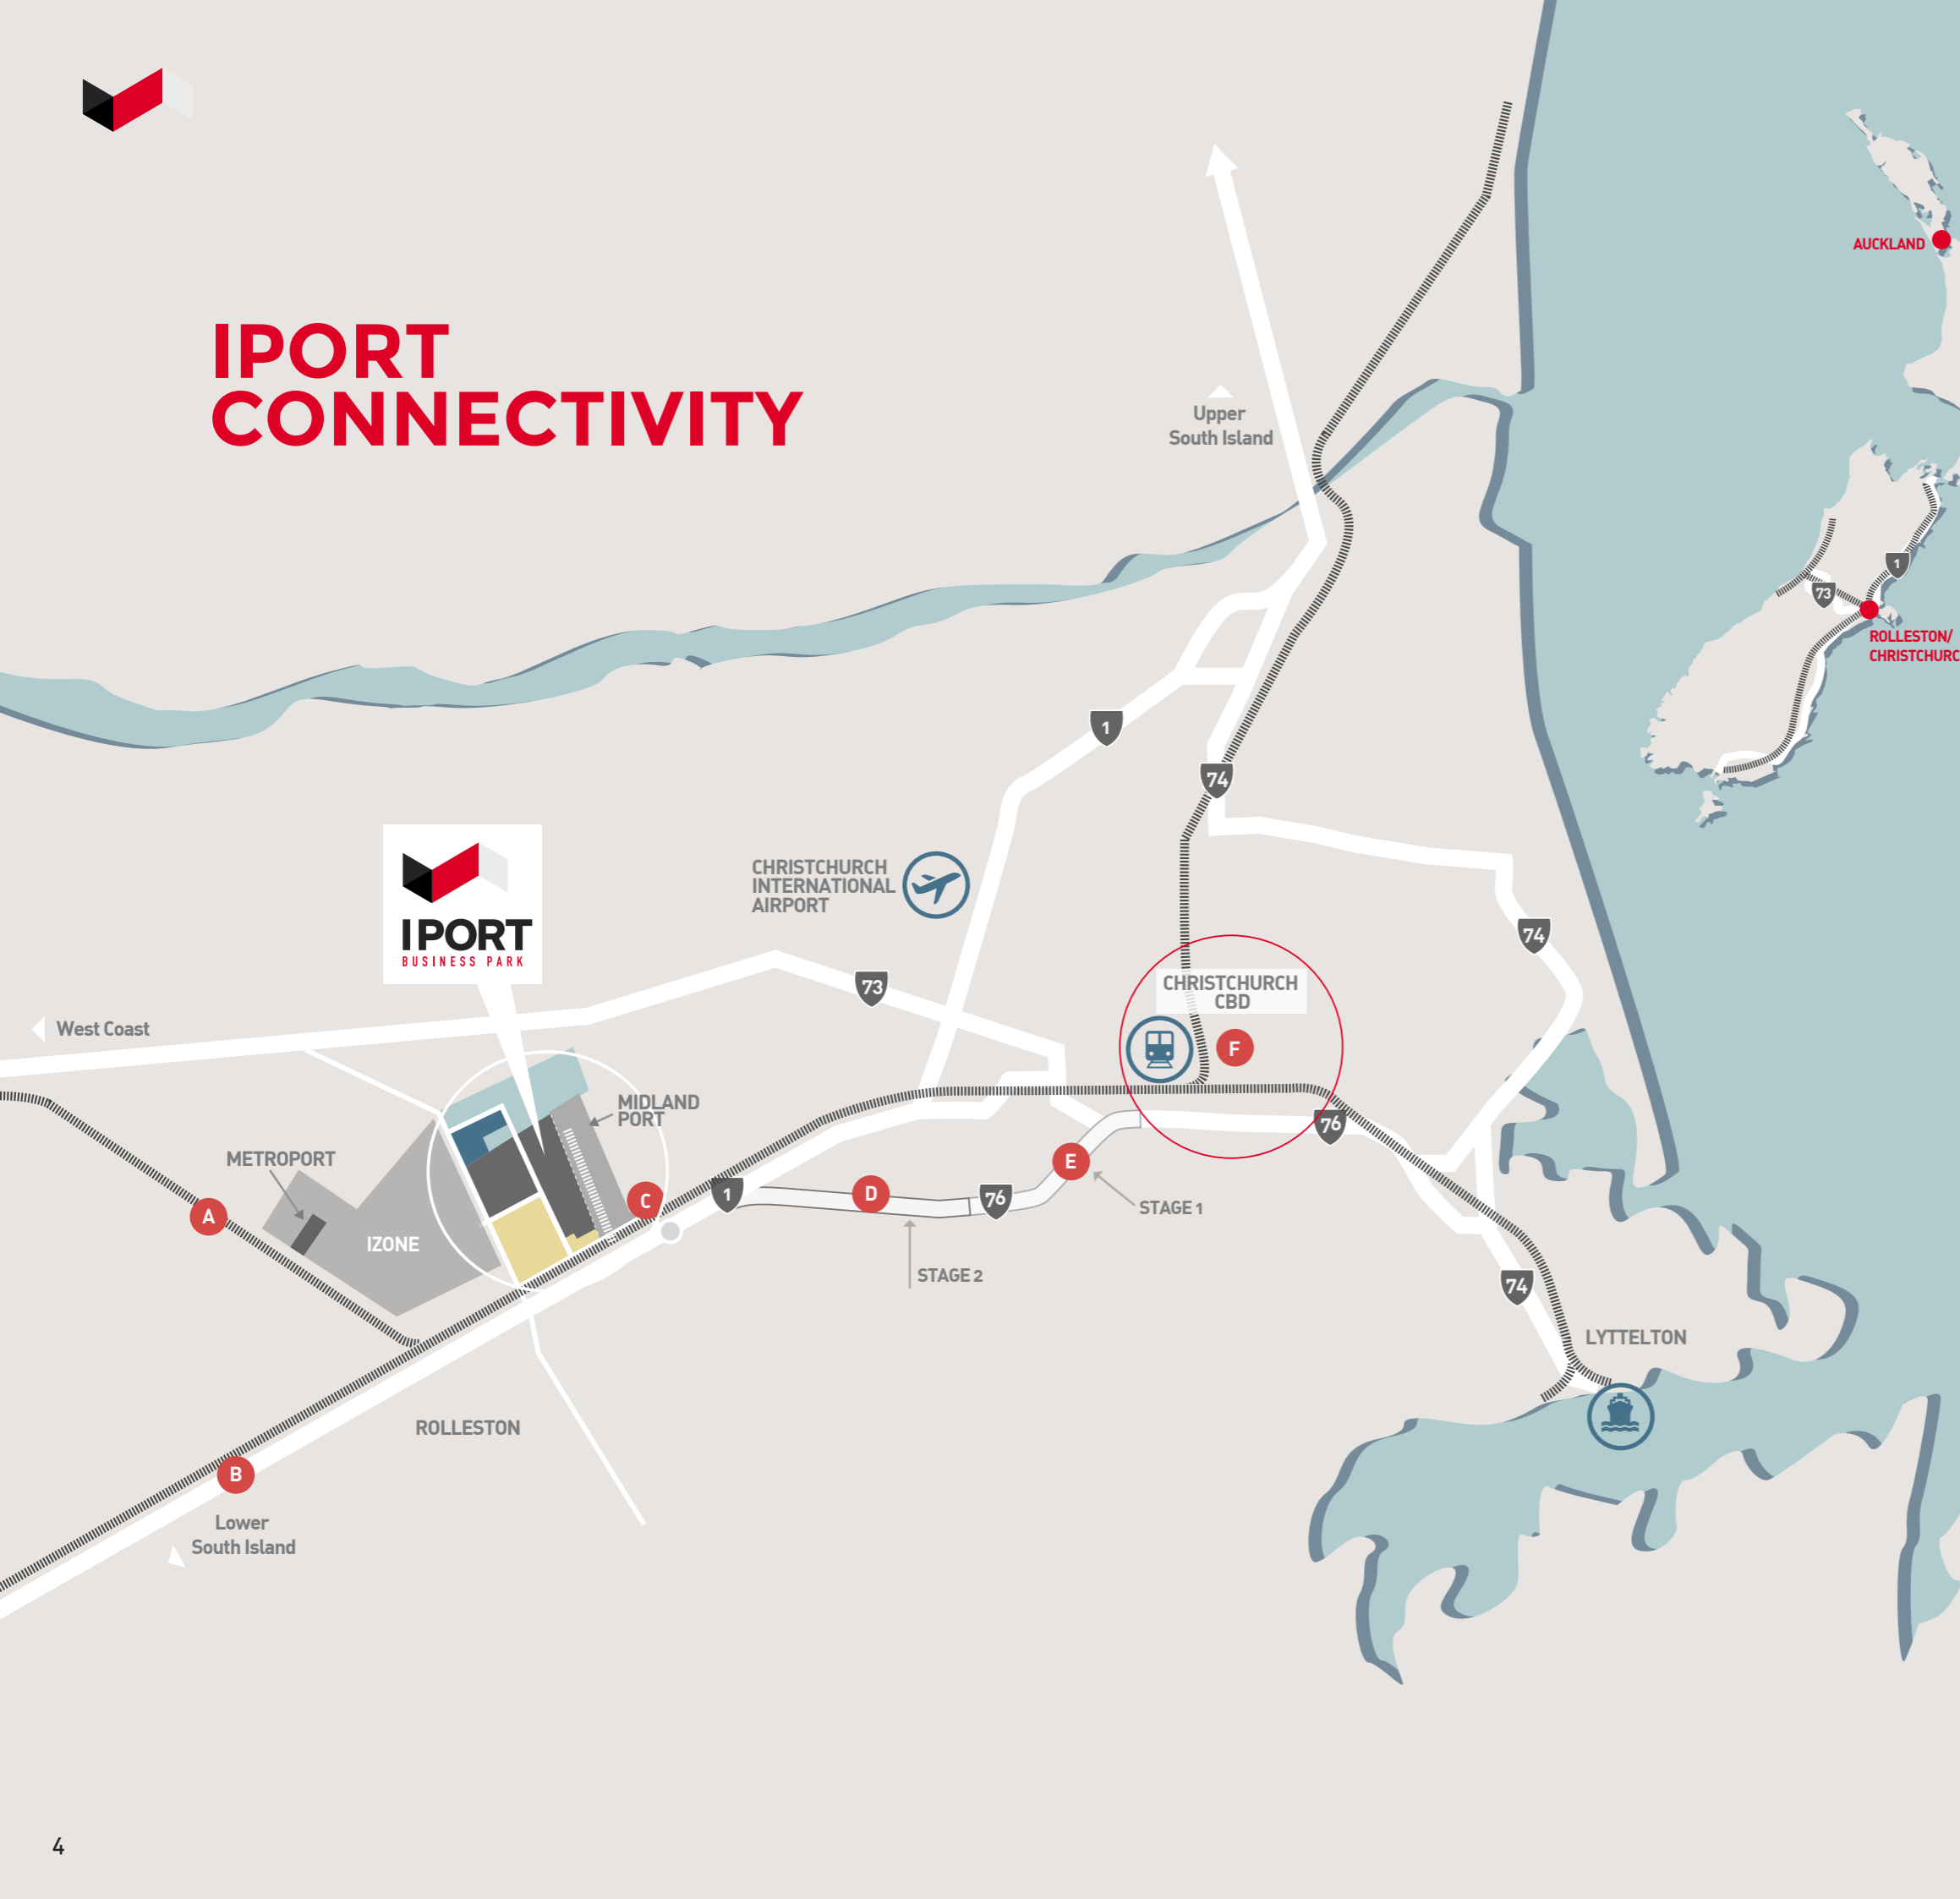 IPORT
CONNECTIVITY
AUCKLAND
Upper
South Island
1
73
ROLLESTON/
CHRISTCHURC
1
74
CHRISTCHURCH
INTERNATIONAL
AIRPORT
IPORT
BUSINESS PARK
74
73
CHRISTCHURCH
CBD
West Coast
F
MIDLAND
PORT
76
METROPORT
E
A
C
1
D
76
STAGE 1
IZONE
STAGE 2
74
LYTTELTON
ROLLESTON
B
Lower
South Island
4